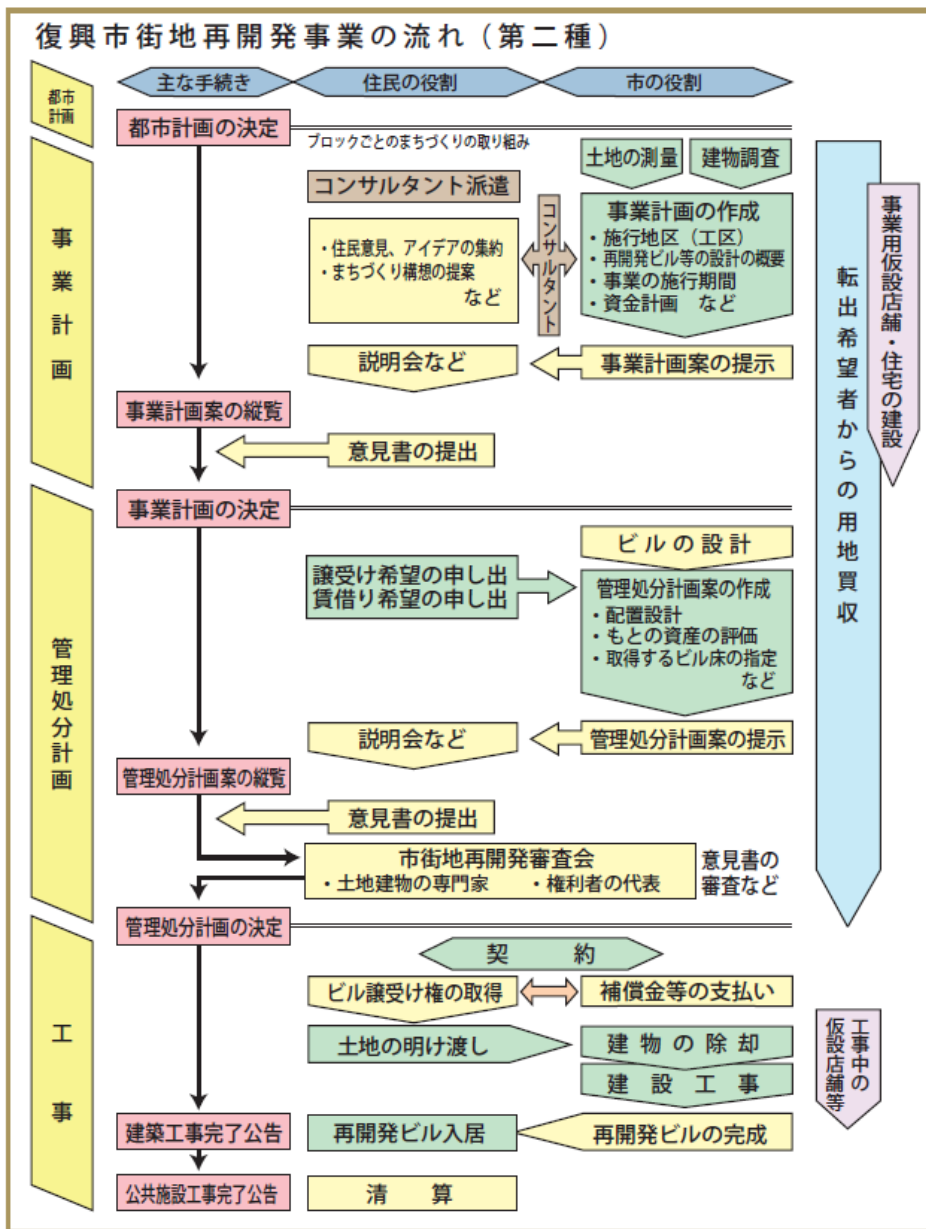 復興市街地再開発事業の流れ（第二種）
主な手続き
住民の役割
市の役割
都市
計画
都市計画の決定
ブロックごとのまちづくりの取り組み
土地の測量
建物調査
事業計画
コンサルタント派遣
・住民意見、アイデアの集約
・まちづくり構想の提案
など
コンサルタント
事業計画の作成
・施行地区（工区）
・再開発ビル等の設計の概要
・事業の施行期間
・資金計画　など
説明会など
事業計画案の提示
事業計画案の縦覧
意見書の提出
転出希望者からの用地買収
事業用仮設店舗・住宅の建設
管理処分計画
事業計画の決定
ビルの設計
譲受け希望の申し出
賃借り希望の申し出
管理処分計画案の作成
・配置設計
・もとの資産の評価
・取得するビル床の指定
など
説明会など
管理処分計画案の提示
管理処分計画案の縦覧
意見書の提出
市街地再開発審査会
・土地建物の専門家　・権利者の代表
意見書の
審査など
工事
管理処分計画の決定
契約
ビル譲受け権の取得
補償金等の支払い
土地の明け渡し
建物の除却
建設工事
工事中の
仮設店舗等
建築工事完了公告
再開発ビル入居
再開発ビルの完成
公共施設工事完了公告
清算